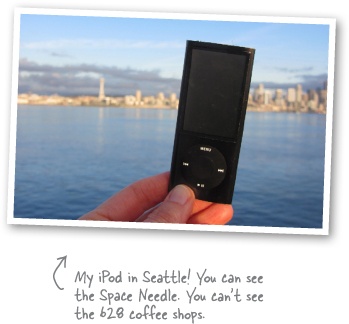 MENU
My iPod in Seattle! You can see
the Space Needle. You can't see
the 628 coffee shops.